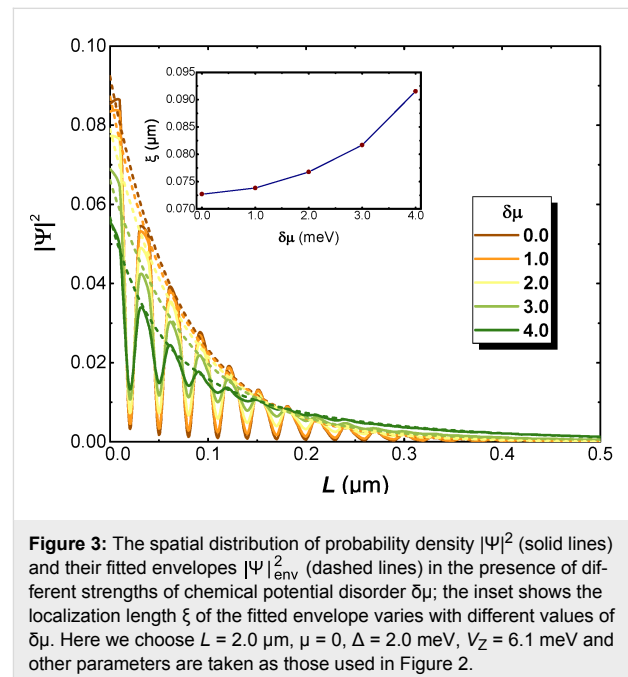 0.10
0.08
0.06
0.04
0.02
0.00
|Ψ|²
0.0
0.1
0.2
0.3
0.4
0.5
L (µm)
0.095
0.090
0.085
0.080
0.075
0.070
ξ (µm)
0.0
1.0
2.0
3.0
4.0
δµ (meV)
δµ
0.0
1.0
2.0
3.0
4.0
Figure 3: The spatial distribution of probability density |Ψ|² (solid lines)
and their fitted envelopes |Ψ|²env (dashed lines) in the presence of dif-
ferent strengths of chemical potential disorder δµ; the inset shows the
localization length ξ of the fitted envelope varies with different values of
δµ. Here we choose L = 2.0 µm, µ = 0, Δ = 2.0 meV, VZ = 6.1 meV and
other parameters are taken as those used in Figure 2.